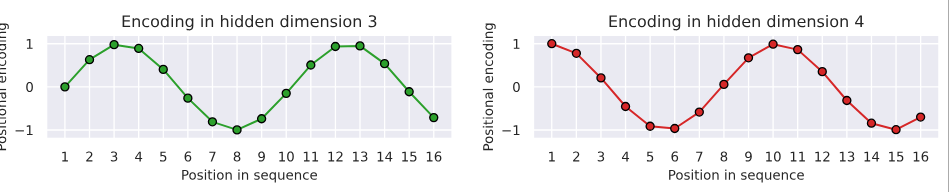 Encoding in hidden dimension 3
Positional encoding
1
0
−1
1 2 3 4 5 6 7 8 9 10 11 12 13 14 15 16
Position in sequence
Encoding in hidden dimension 4
Positional encoding
1
0
−1
1 2 3 4 5 6 7 8 9 10 11 12 13 14 15 16
Position in sequence